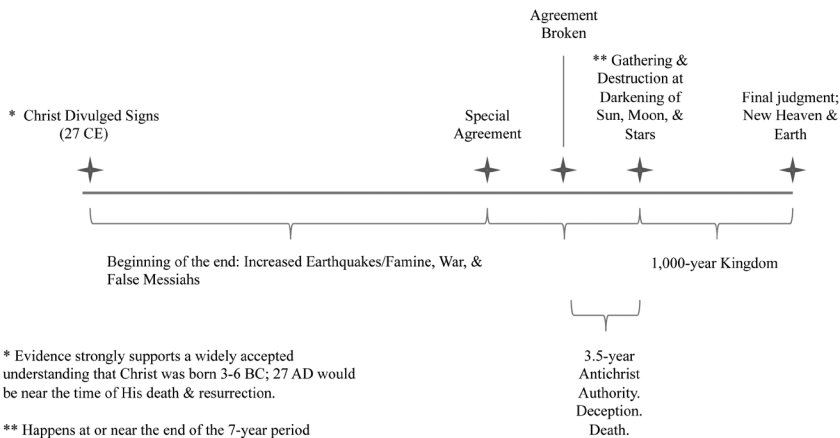 Agreement
Broken
** Gathering &
Destruction at
Darkening of
Sun, Moon, &
Stars
* Christ Divulged Signs
(27 CE)
Special
Agreement
Final judgment;
New Heaven &
Earth
Beginning of the end: Increased Earthquakes/Famine, War, &
False Messiahs
1,000-year Kingdom
* Evidence strongly supports a widely accepted
understanding that Christ was born 3-6 BC; 27 AD would
be near the time of His death & resurrection.
** Happens at or near the end of the 7-year period
3.5-year
Antichrist
Authority.
Deception.
Death.